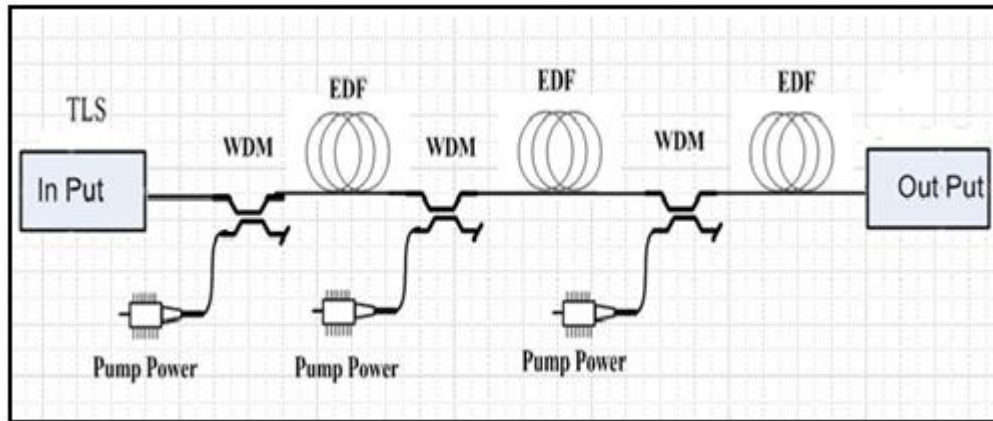 TLS
In Put
WDM
EDF
WDM
EDF
WDM
EDF
Out Put
Pump Power
Pump Power
Pump Power